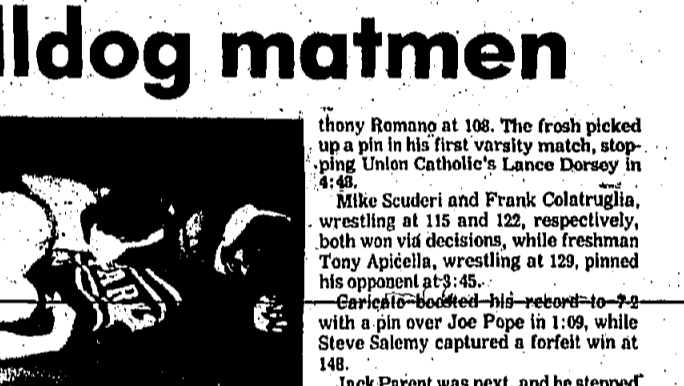 lldog matmen
thony Romano at 108. The frosh picked
up a pin in his first varsity match, stop-
ping Union Catholic's Lance Dorsey in
4:48.
Mike Scuderi and Frank Colatruglia,
wrestling at 115 and 122, respectively,
both won via decisions, while freshman
Tony Apicella, wrestling at 129, pinned
his opponent at 3:45.
boosted his record to 7-2
with a pin over Joe Pope in 1:09, while
Steve Salemy captured a forfeit win at
148.
Jack Parent was next, and he stepped